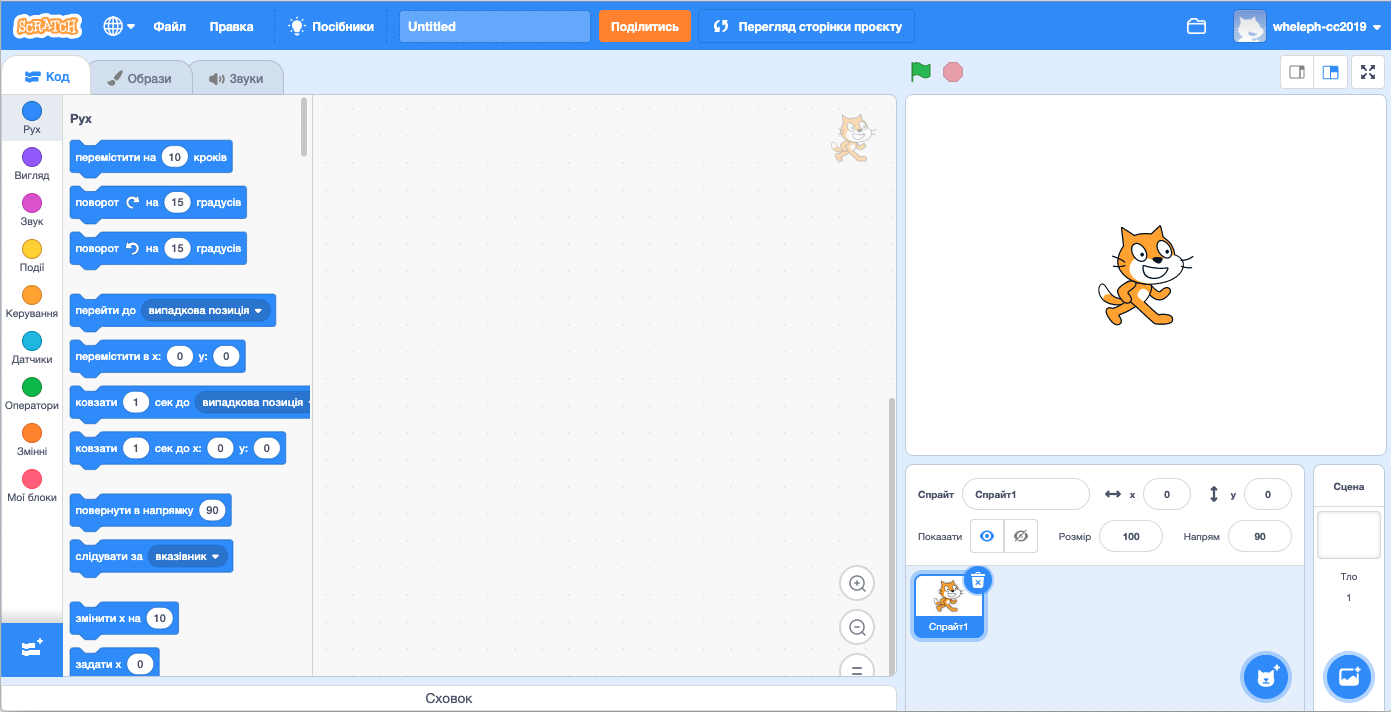 SCRATCH Файл Правка Посібники Untitled Поділитись Перегляд сторінки проєкту wheleph-cc2019
Код Образи Звуки
Рух
Вигляд
Звук
Події
Керування
Датчики
Оператори
Змінні
Мої блоки
Рух
перемістити на 10 кроків
поворот на 15 градусів
поворот на 15 градусів
перейти до випадкова позиція
перемістити в x: 0 y: 0
ковзати 1 сек до випадкова позиція
ковзати 1 сек до x: 0 y: 0
повернути в напрямку 90
слідувати за вказівник
змінити x на 10
задати x 0
Сховок
Спрайт Спрайт1 x 0 y 0
Показати Розмір 100 Напрям 90
Спрайт1
Сцена
Тло
1